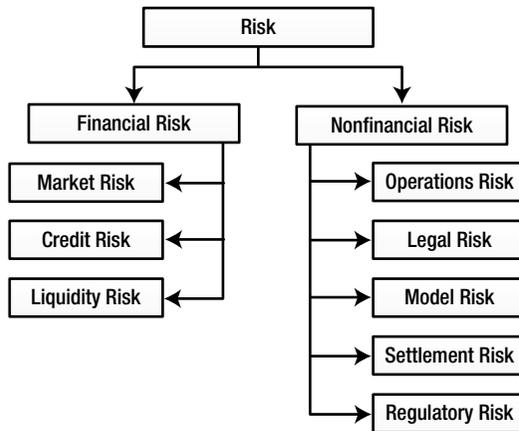 Risk
Financial Risk
Nonfinancial Risk
Market Risk
Credit Risk
Liquidity Risk
Operations Risk
Legal Risk
Model Risk
Settlement Risk
Regulatory Risk